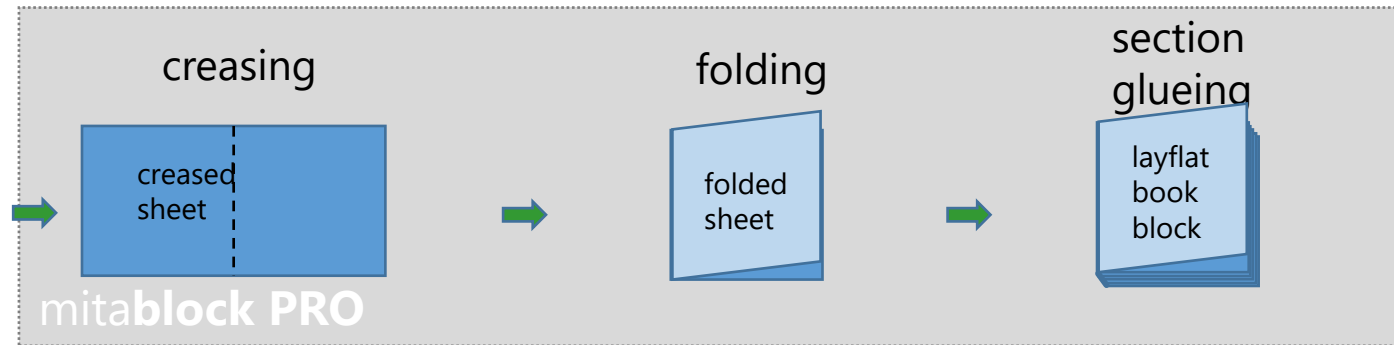 creasing
folding
section
glueing
creased
sheet
folded
sheet
layflat
book
block
mitablock PRO